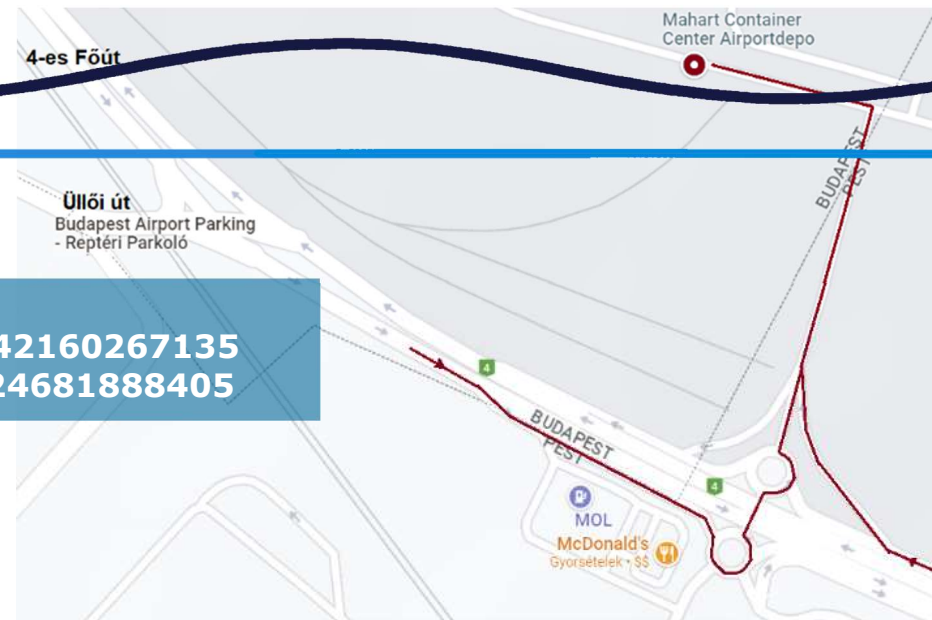 Mahart Container
Center Airportdepo
4-es Főút
BUDAPEST
PEST
Üllői út
Budapest Airport Parking
- Reptéri Parkoló
42160267135
24681888405
4
BUDAPEST
PEST
4
MOL
McDonald's
Gyorsételek • $$